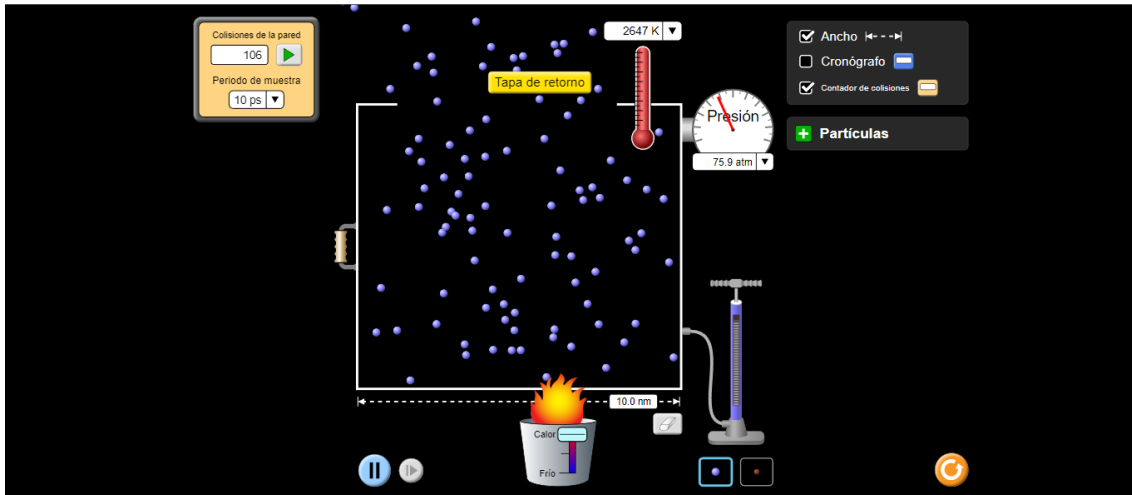 Colisiones de la pared
106
Periodo de muestra
10 ps ▼
2647 K ▼
Tapa de retorno
Presión
75.9 atm ▼
Ancho
Cronógrafo
Contador de colisiones
Partículas
10.0 nm
Calor
Frío